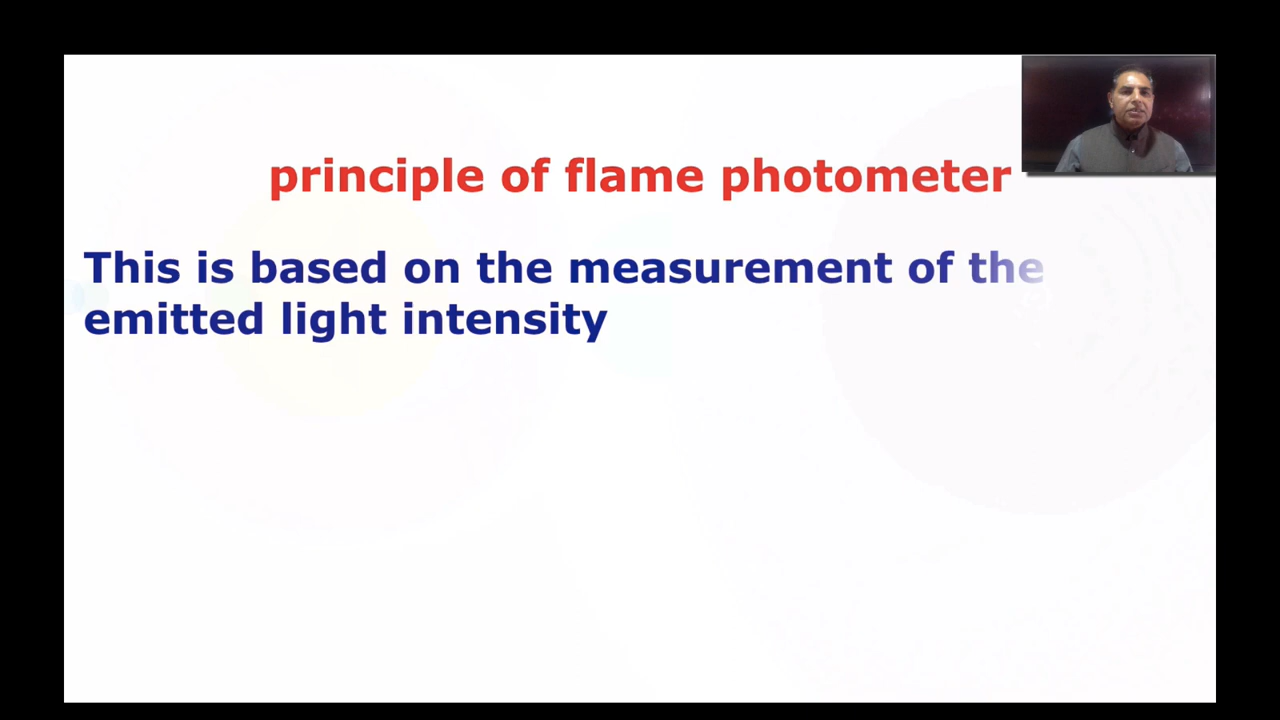 principle of flame photometer
This is based on the measurement of the
emitted light intensity